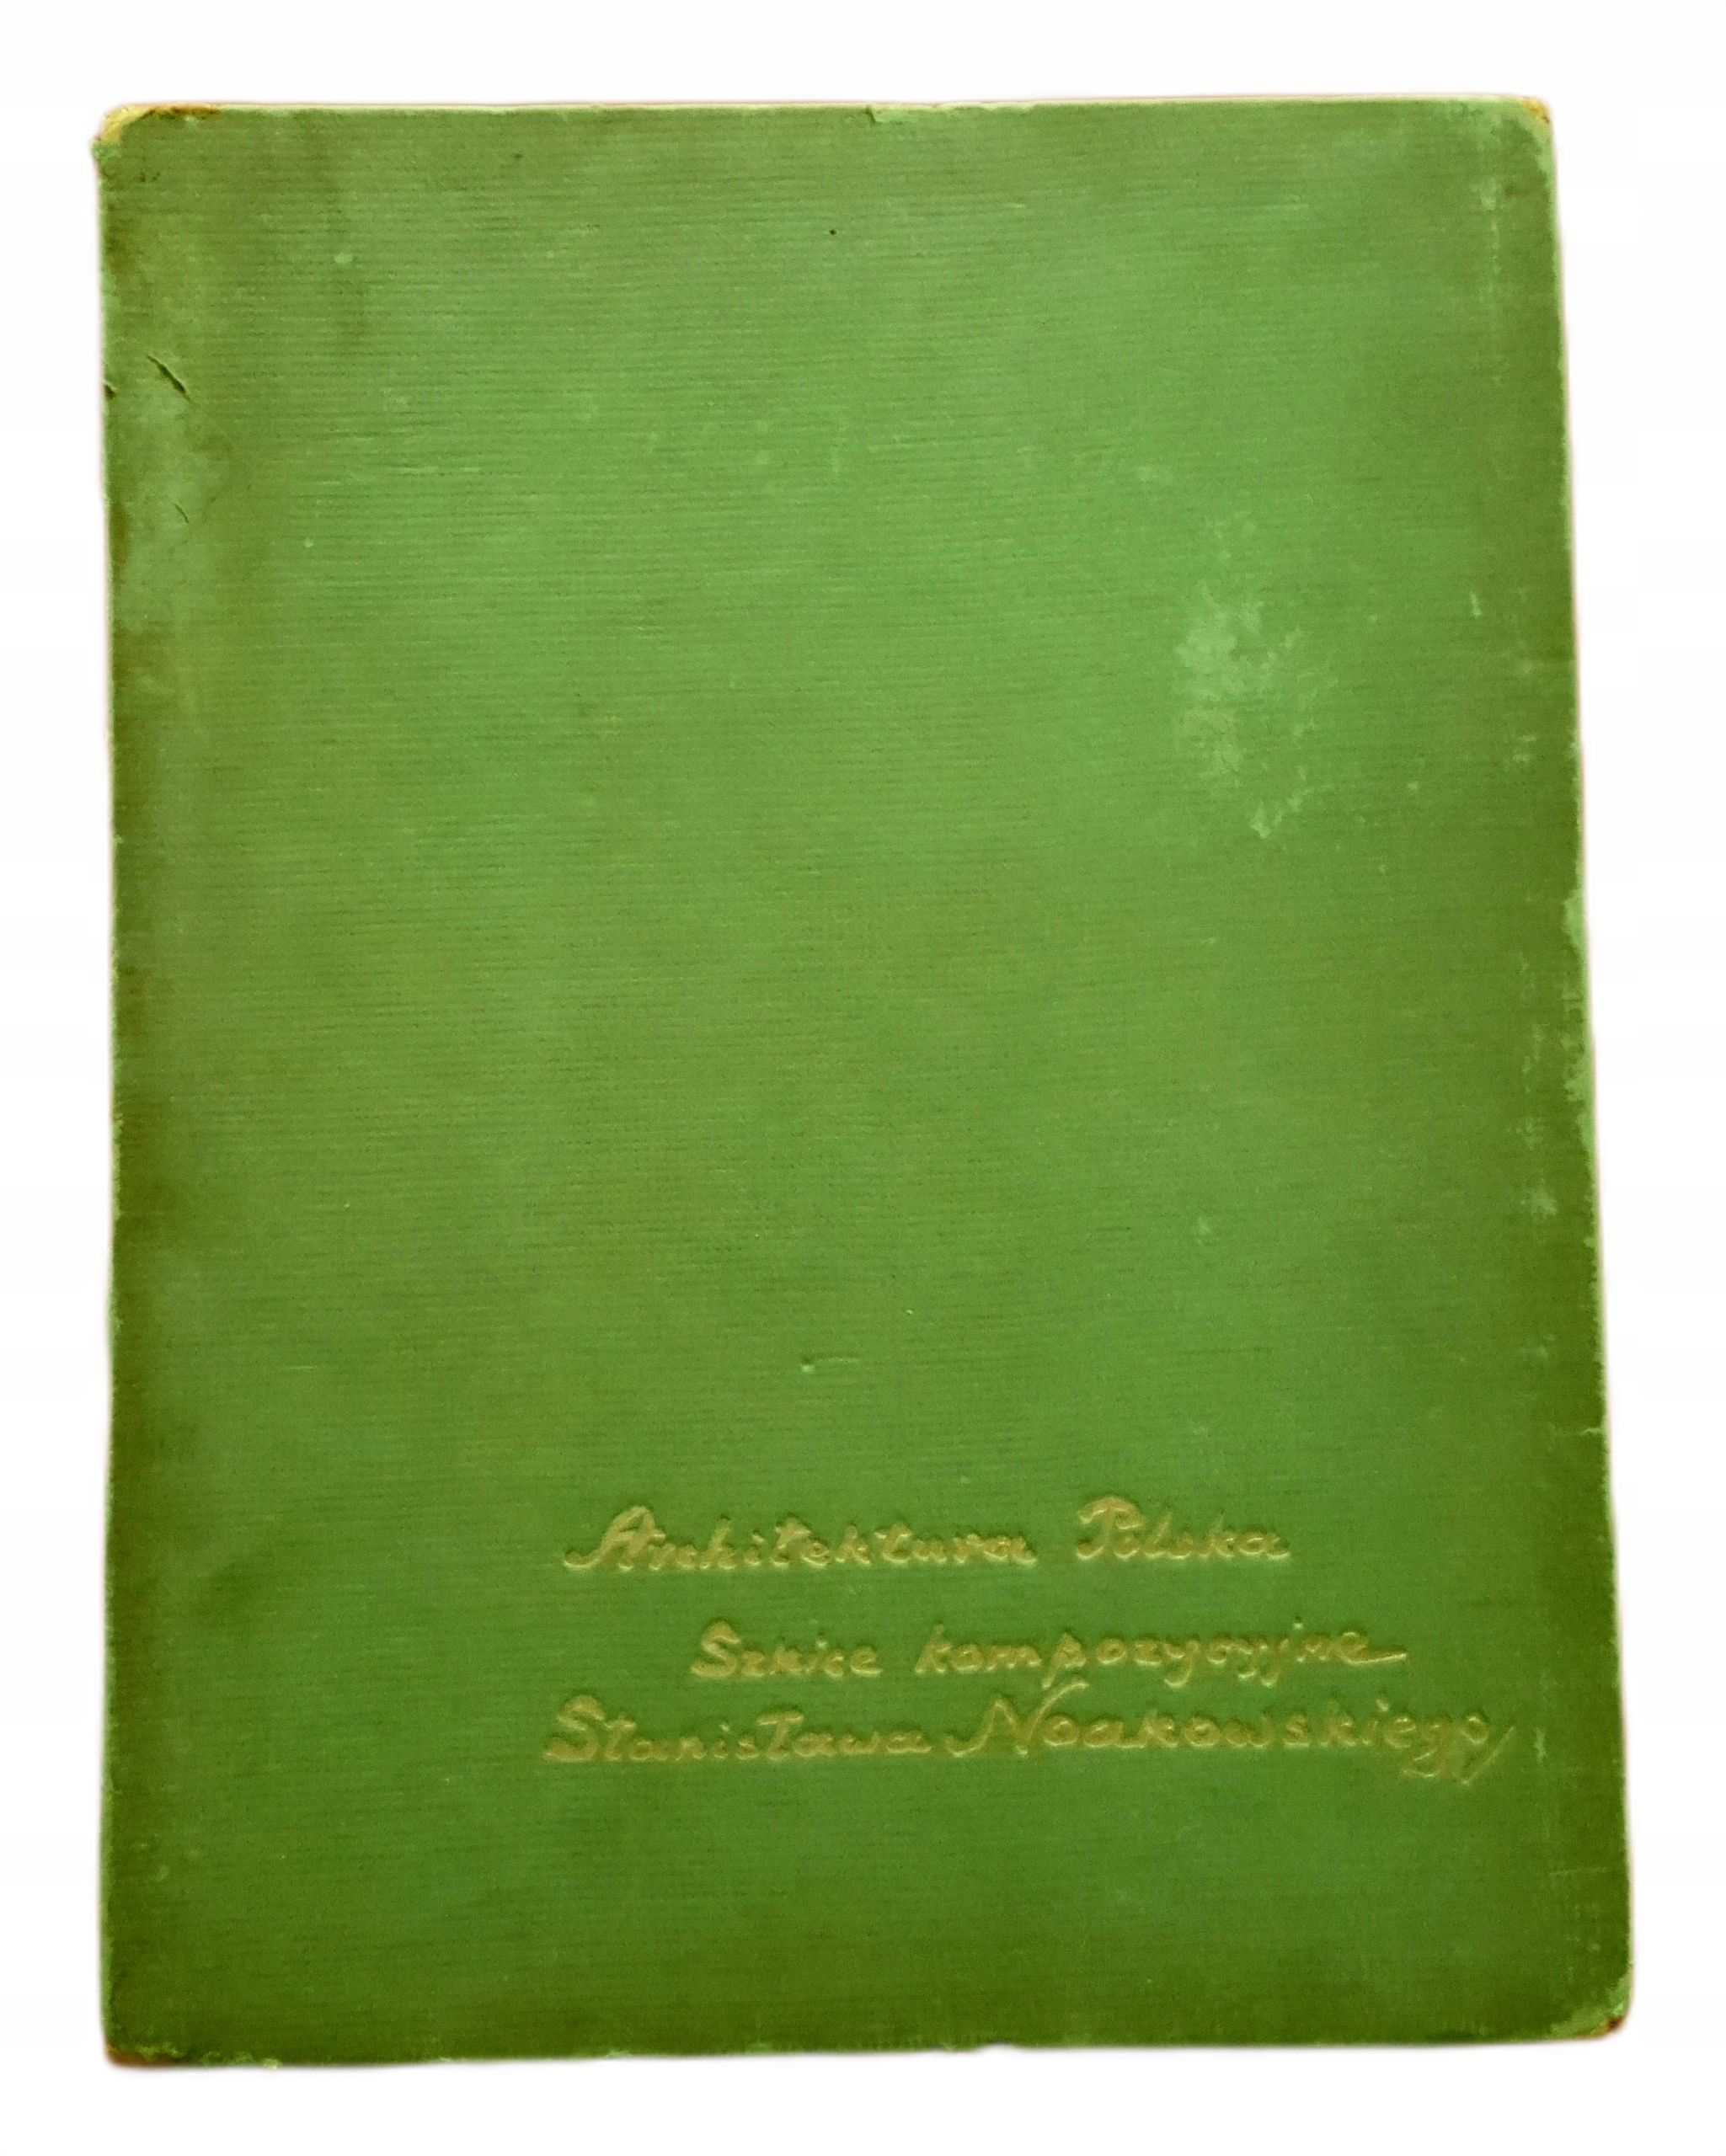 Architektura Polska
Szkice kompozycyjne
Stanisława Noakowskiego